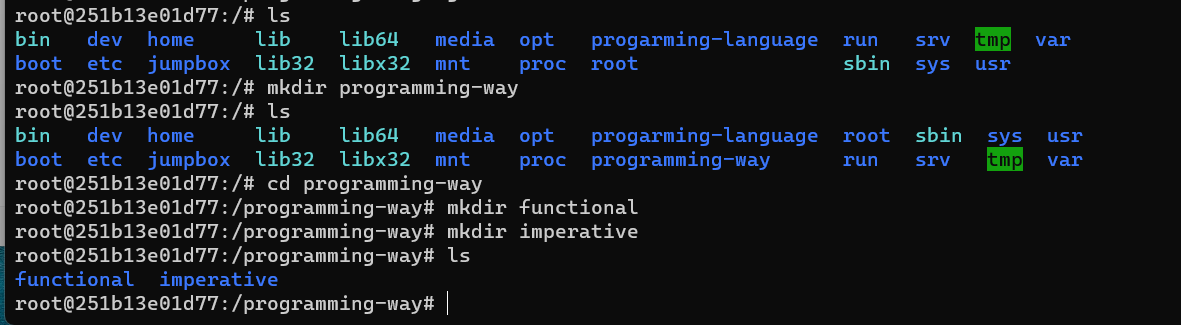 root@251b13e01d77:/# ls
bin   dev  home     lib    lib64   media  opt   progarming-language  run   srv  tmp  var
boot  etc  jumpbox  lib32  libx32  mnt    proc  root                 sbin  sys  usr
root@251b13e01d77:/# mkdir programming-way
root@251b13e01d77:/# ls
bin   dev  home     lib    lib64   media  opt   progarming-language  root  sbin  sys  usr
boot  etc  jumpbox  lib32  libx32  mnt    proc  programming-way      run   srv   tmp  var
root@251b13e01d77:/# cd programming-way
root@251b13e01d77:/programming-way# mkdir functional
root@251b13e01d77:/programming-way# mkdir imperative
root@251b13e01d77:/programming-way# ls
functional  imperative
root@251b13e01d77:/programming-way#